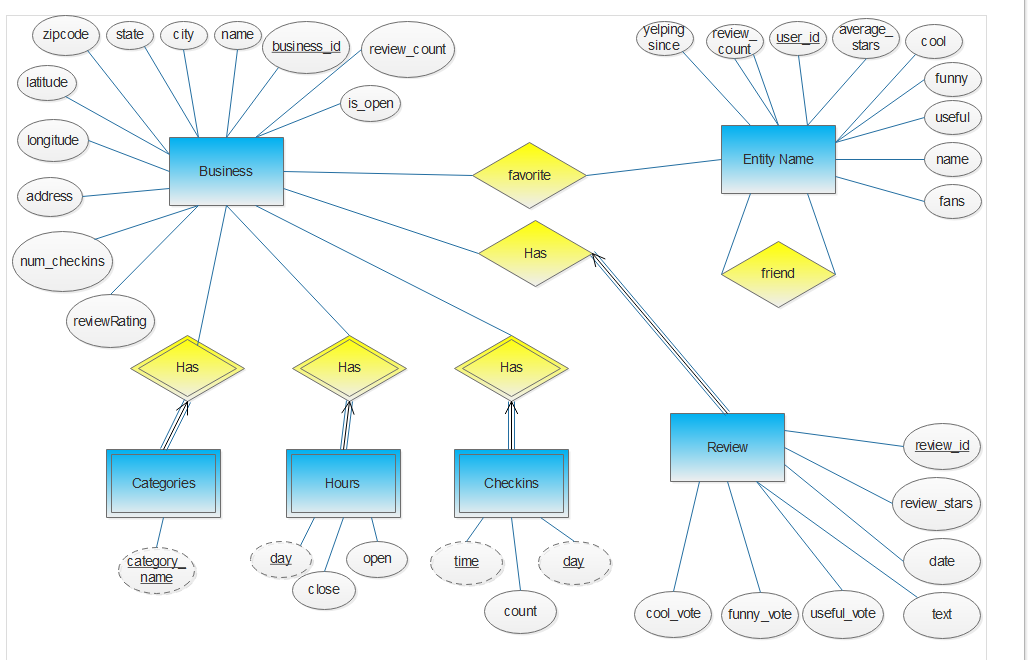 zipcode
state
city
name
business_id
review_count
latitude
is_open
longitude
address
num_checkins
reviewRating
Business
favorite
Has
yelping
since
review_
count
user_id
average_
stars
cool
funny
useful
name
fans
Entity Name
friend
Has
Has
Has
Categories
Hours
Checkins
category_
name
day
close
open
time
count
day
Review
review_id
review_stars
date
text
cool_vote
funny_vote
useful_vote